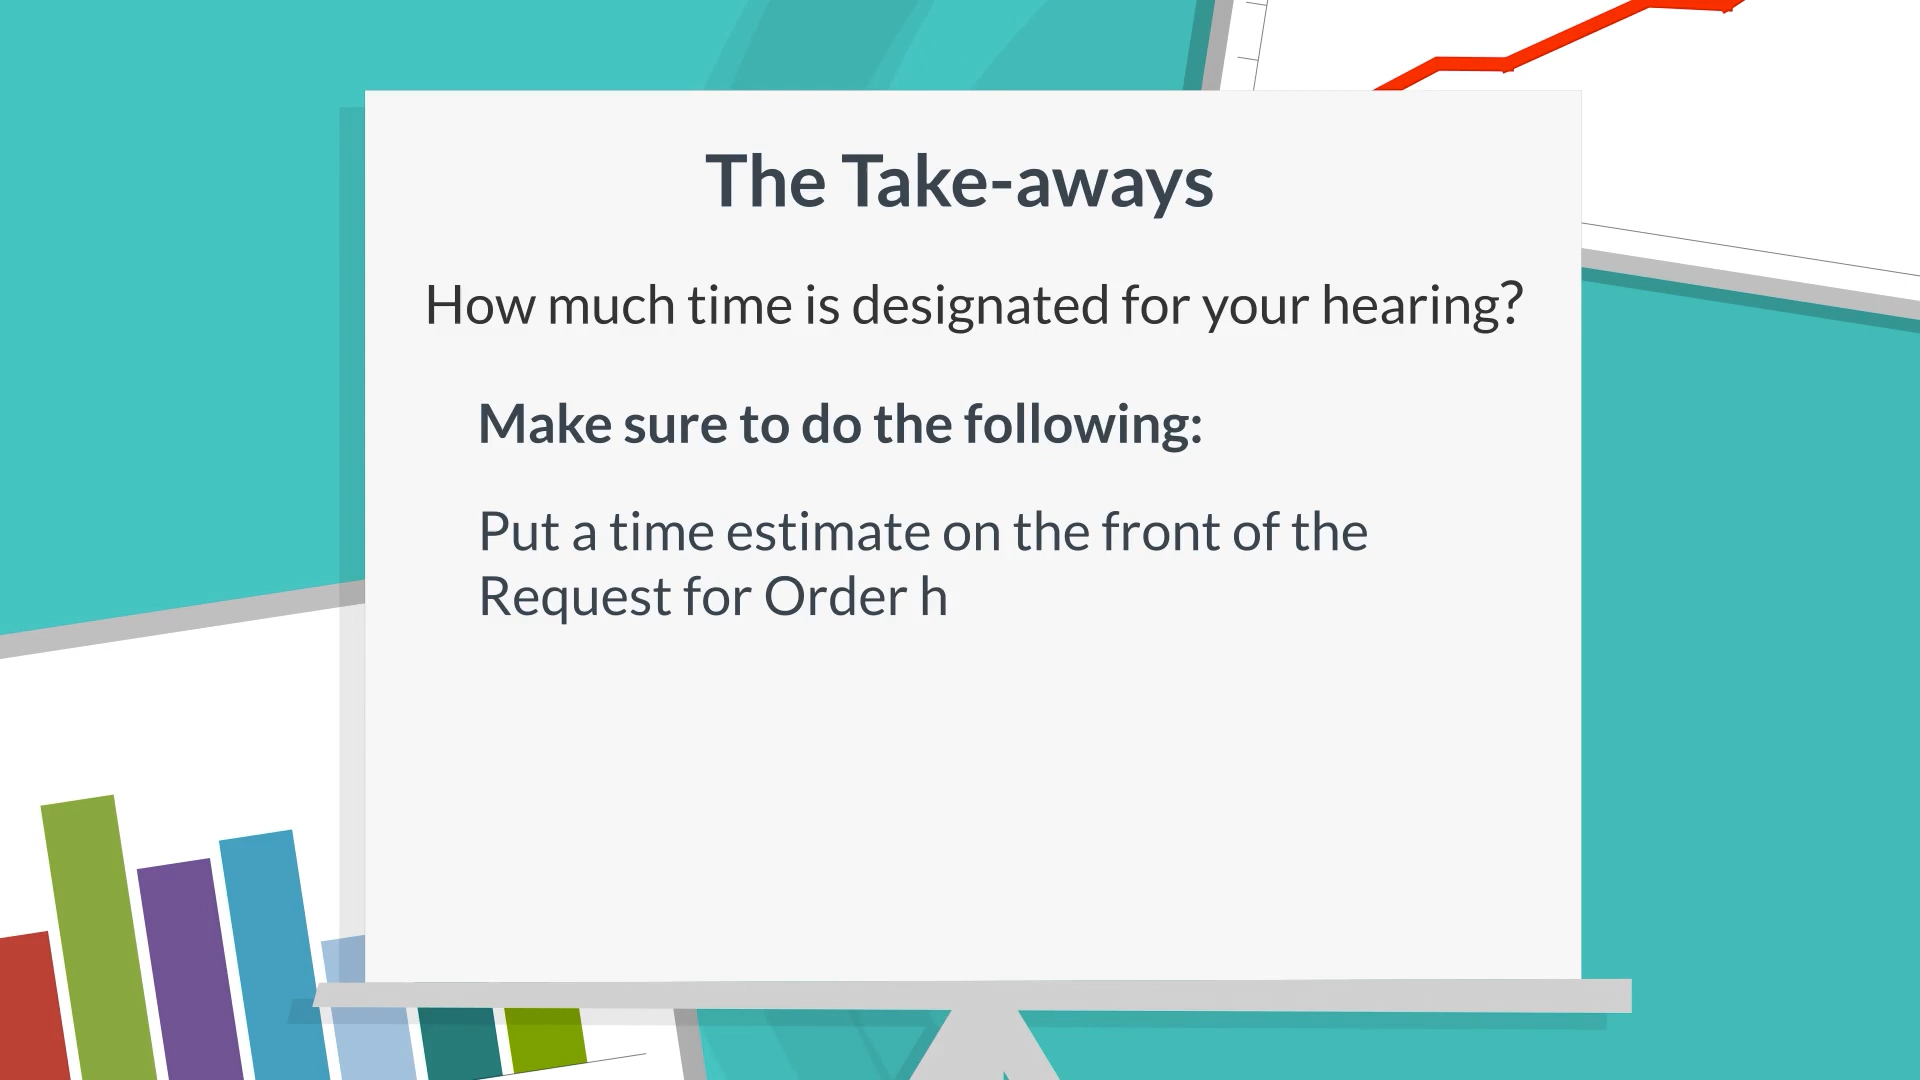 The Take-aways
How much time is designated for your hearing?
Make sure to do the following:
Put a time estimate on the front of the
Request for Order h